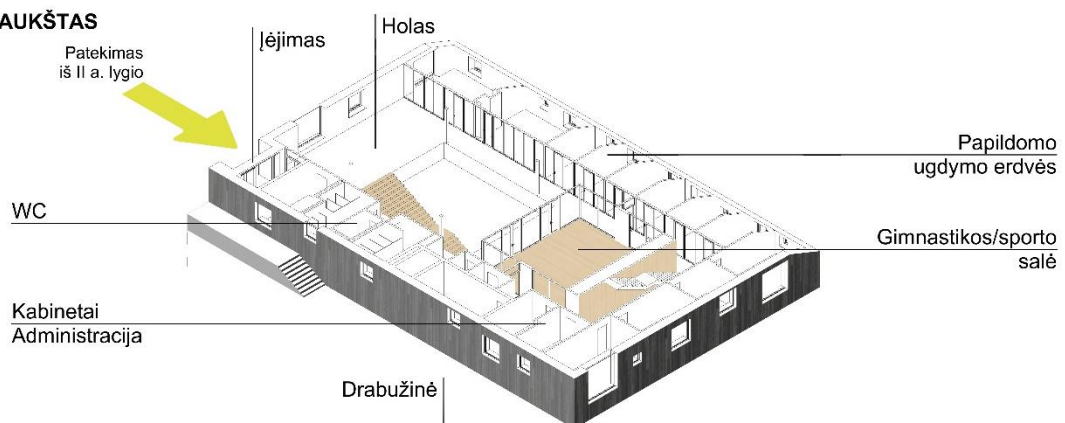 AUKŠTAS
Patekimas
iš II a. lygio
Įėjimas
Holas
Papildomo
ugdymo erdvės
WC
Gimnastikos/sporto
salė
Kabinetai
Administracija
Drabužinė